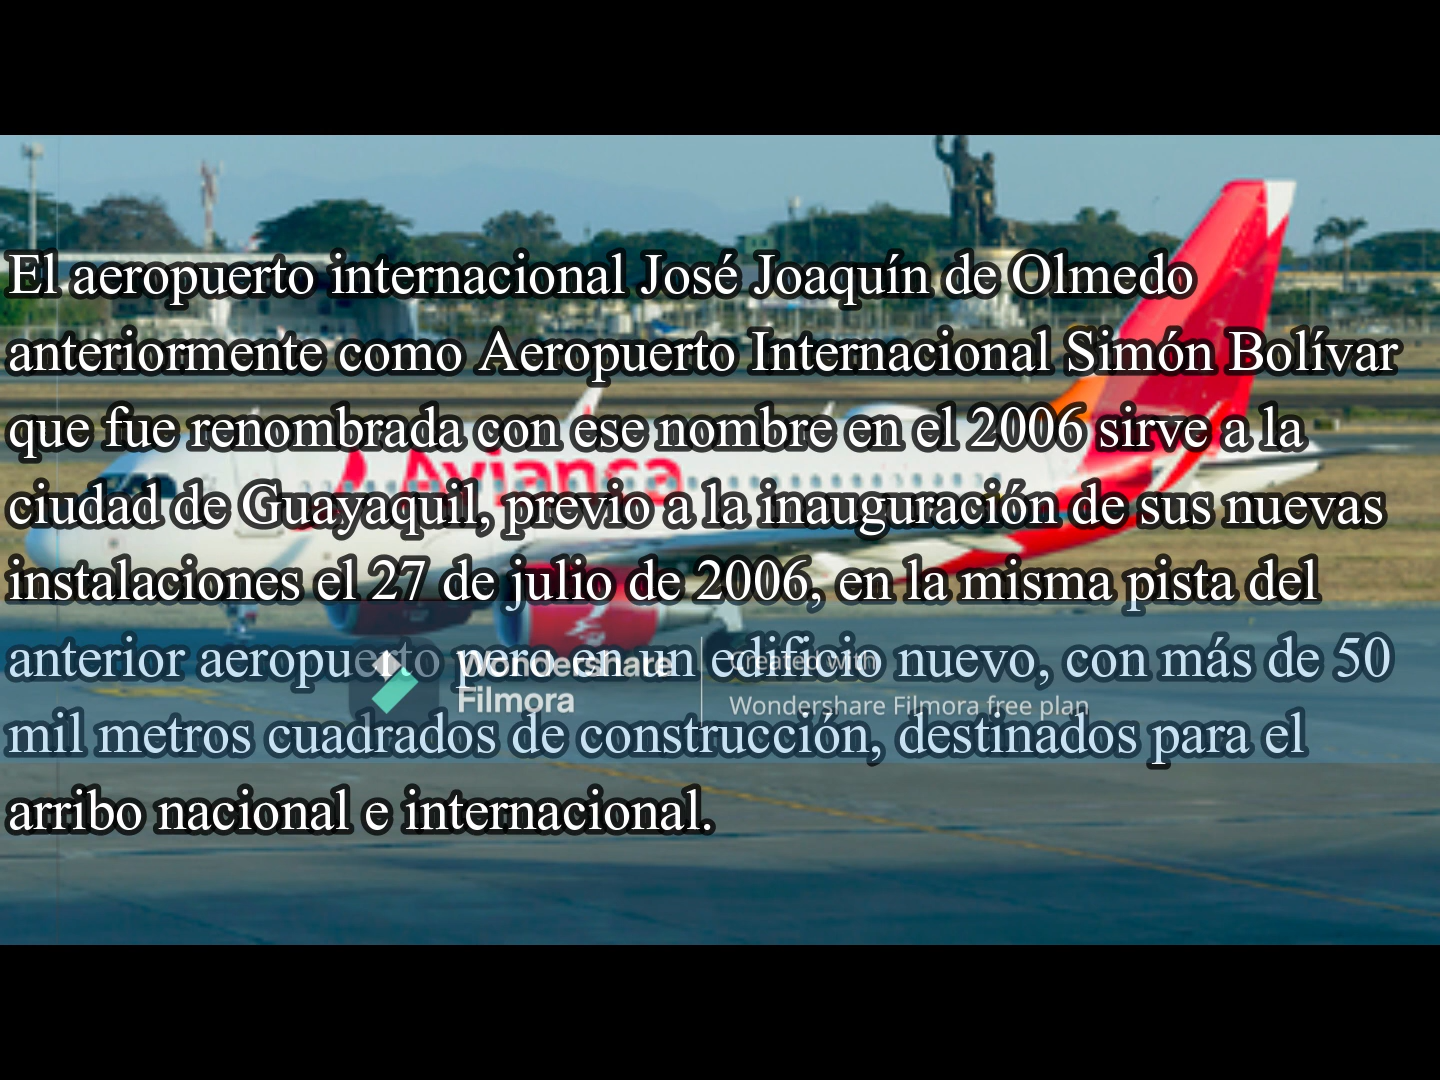 El aeropuerto internacional José Joaquín de Olmedo
anteriormente como Aeropuerto Internacional Simón Bolívar
que fue renombrada con ese nombre en el 2006 sirve a la
Avianca
ciudad de Guayaquil, previo a la inauguración de sus nuevas
instalaciones el 27 de julio de 2006, en la misma pista del
anterior aeropuerto pero en un edificio nuevo, con más de 50
Wondershare
Filmora
Created with
Wondershare Filmora free plan
mil metros cuadrados de construcción, destinados para el
arribo nacional e internacional.